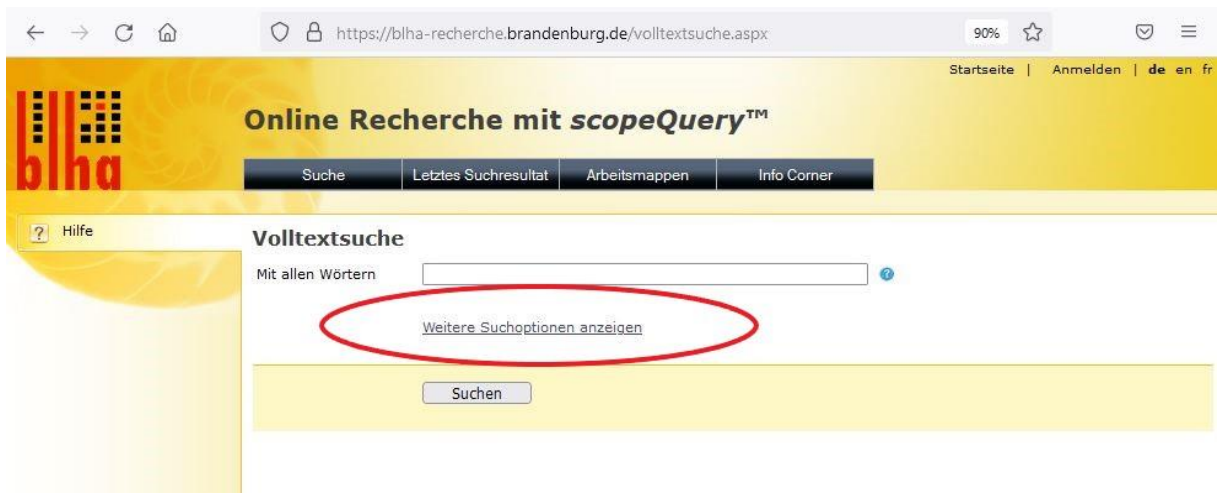 https://blha-recherche.brandenburg.de/volltextsuche.aspx 90%
Startseite | Anmelden | de en fr
blha
Online Recherche mit scopeQuery™
Suche Letztes Suchresultat Arbeitsmappen Info Corner
? Hilfe
Volltextsuche
Mit allen Wörtern ?
Weitere Suchoptionen anzeigen
Suchen